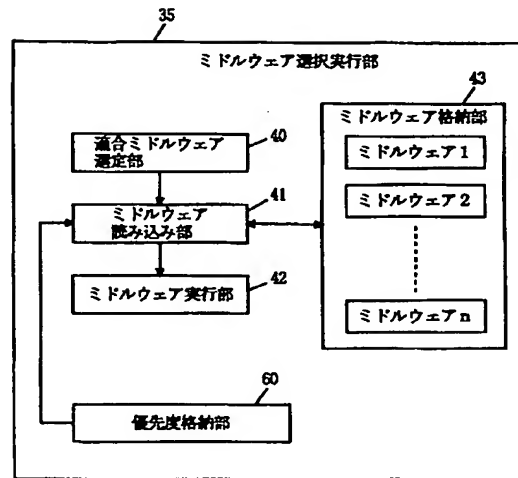 35
ミドルウェア選択実行部
43
ミドルウェア格納部
40
適合ミドルウェア
選定部
ミドルウェア1
41
ミドルウェア
読み込み部
ミドルウェア2
42
ミドルウェア実行部
ミドルウェアn
60
優先度格納部